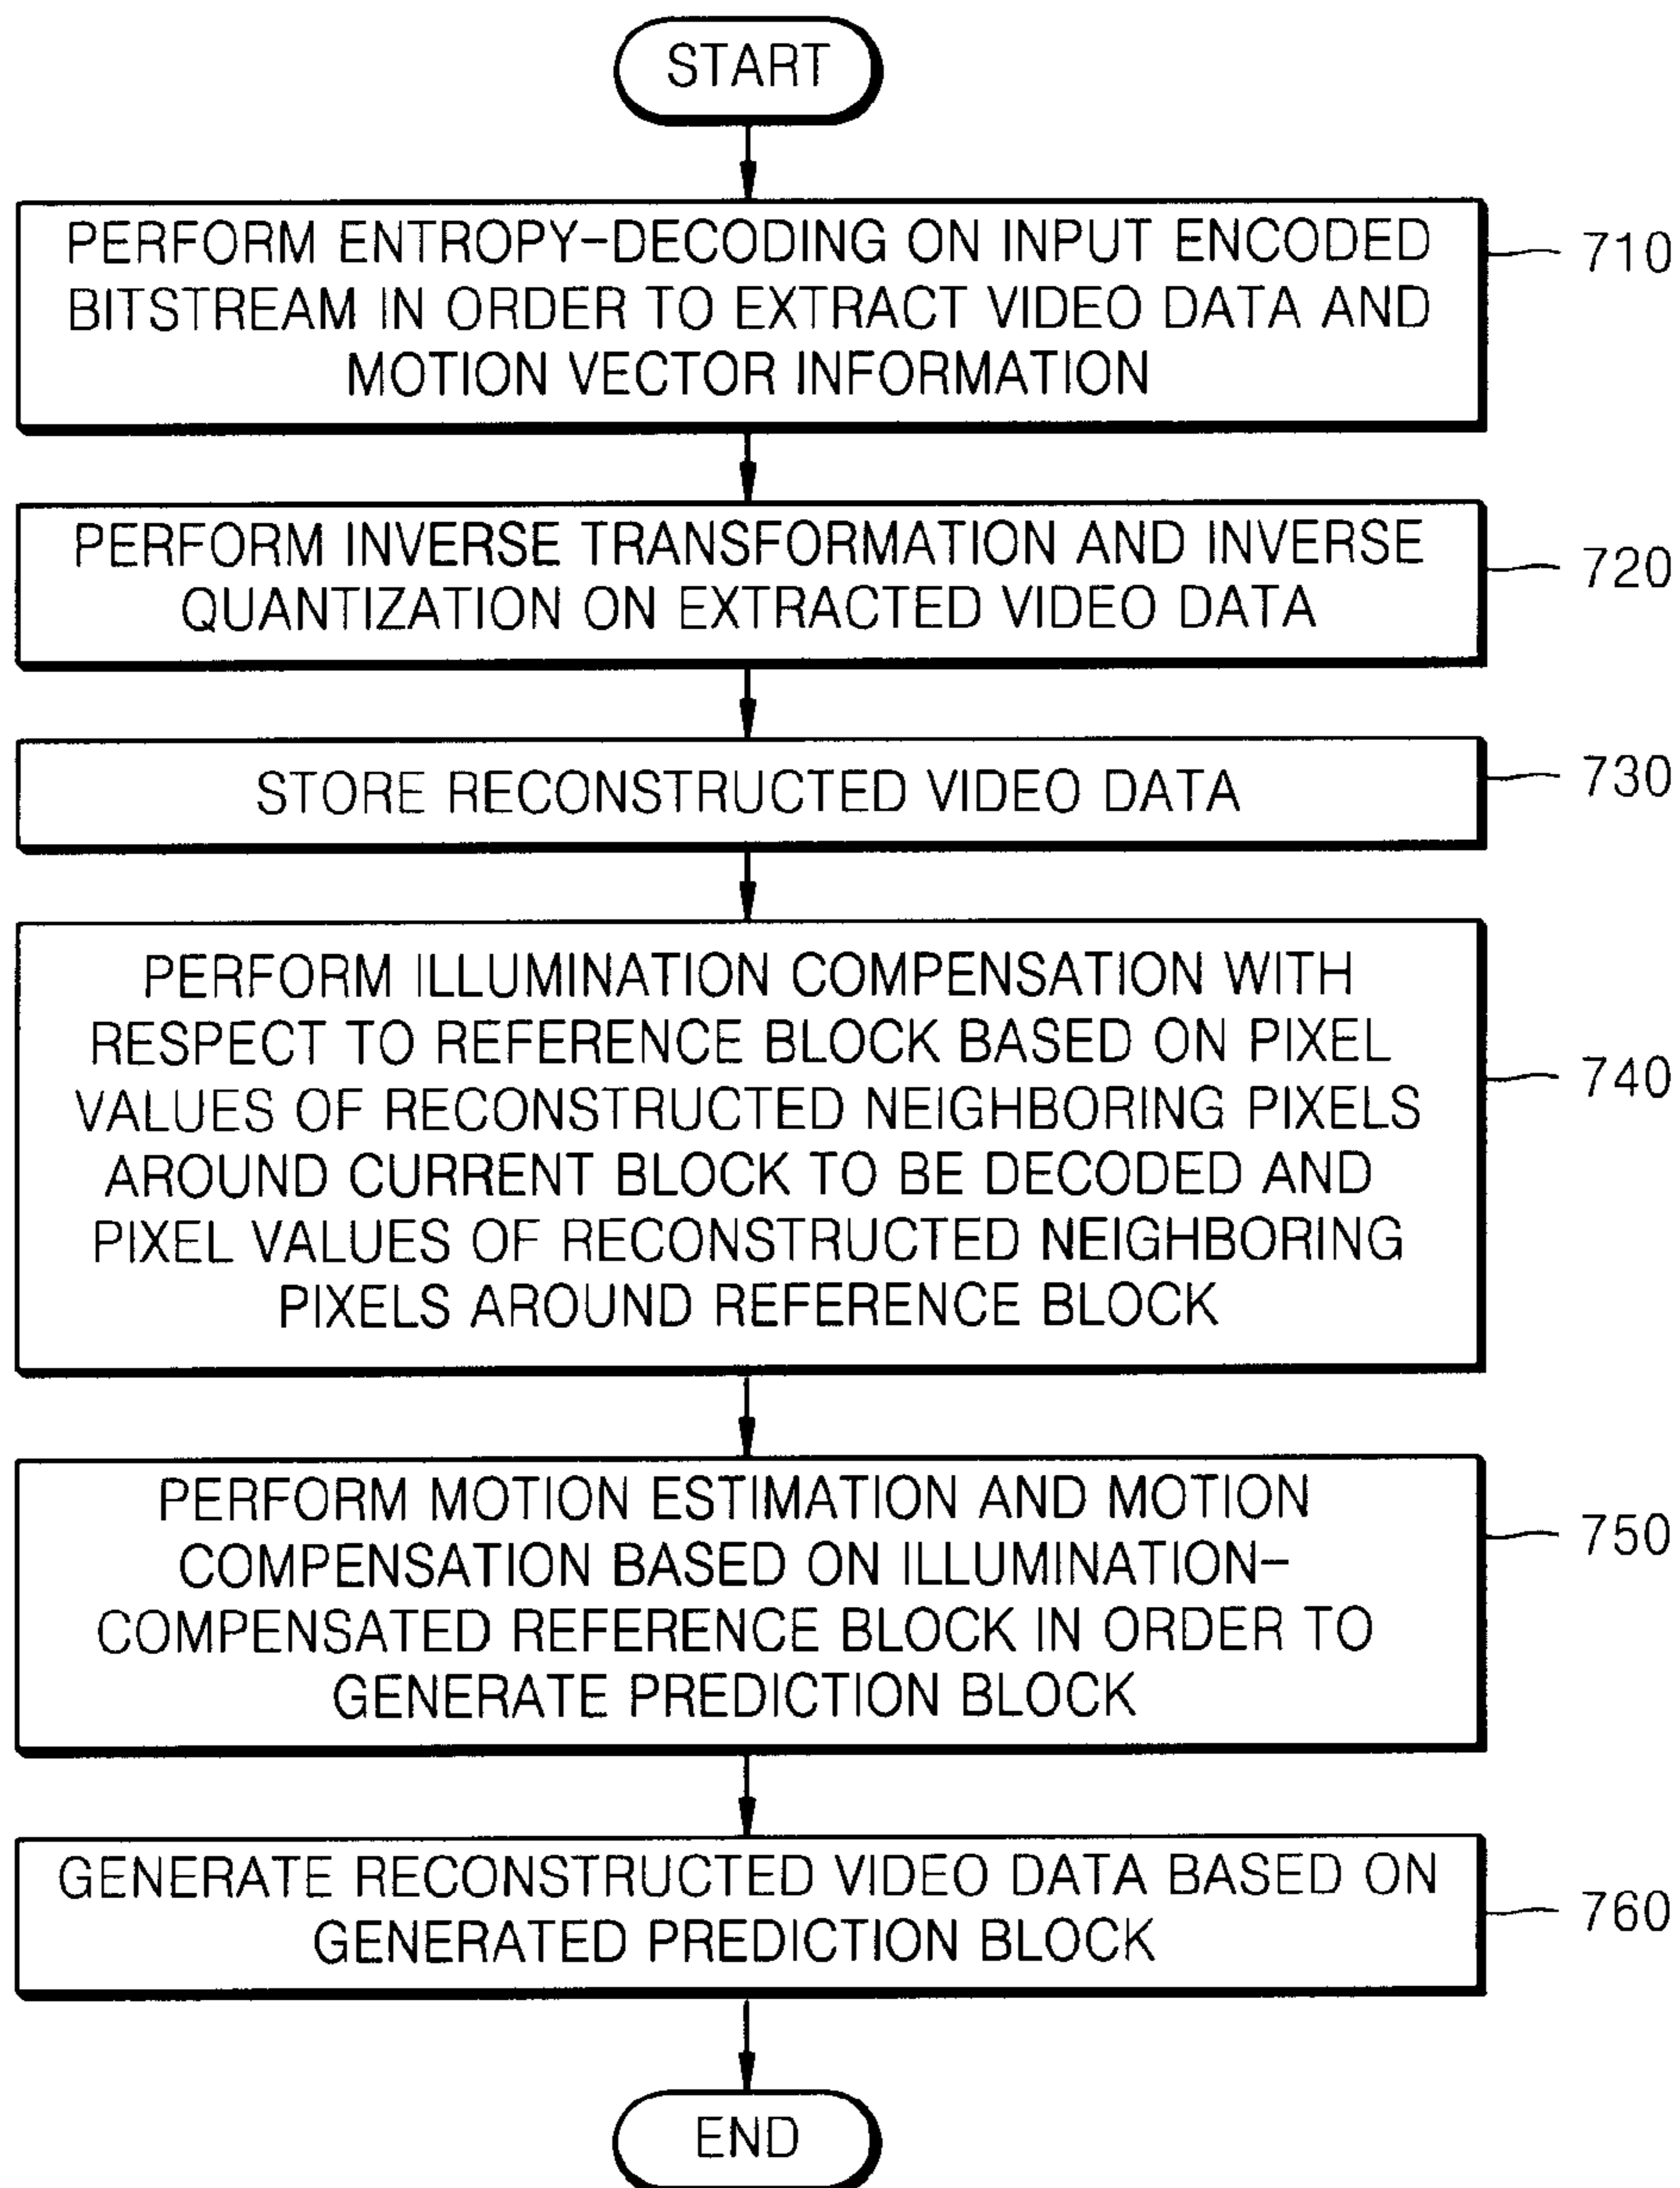 START
PERFORM ENTROPY-DECODING ON INPUT ENCODED
BITSTREAM IN ORDER TO EXTRACT VIDEO DATA AND
MOTION VECTOR INFORMATION
710
PERFORM INVERSE TRANSFORMATION AND INVERSE
QUANTIZATION ON EXTRACTED VIDEO DATA
720
STORE RECONSTRUCTED VIDEO DATA
730
PERFORM ILLUMINATION COMPENSATION WITH
RESPECT TO REFERENCE BLOCK BASED ON PIXEL
VALUES OF RECONSTRUCTED NEIGHBORING PIXELS
AROUND CURRENT BLOCK TO BE DECODED AND
PIXEL VALUES OF RECONSTRUCTED NEIGHBORING
PIXELS AROUND REFERENCE BLOCK
740
PERFORM MOTION ESTIMATION AND MOTION
COMPENSATION BASED ON ILLUMINATION-
COMPENSATED REFERENCE BLOCK IN ORDER TO
GENERATE PREDICTION BLOCK
750
GENERATE RECONSTRUCTED VIDEO DATA BASED ON
GENERATED PREDICTION BLOCK
760
END